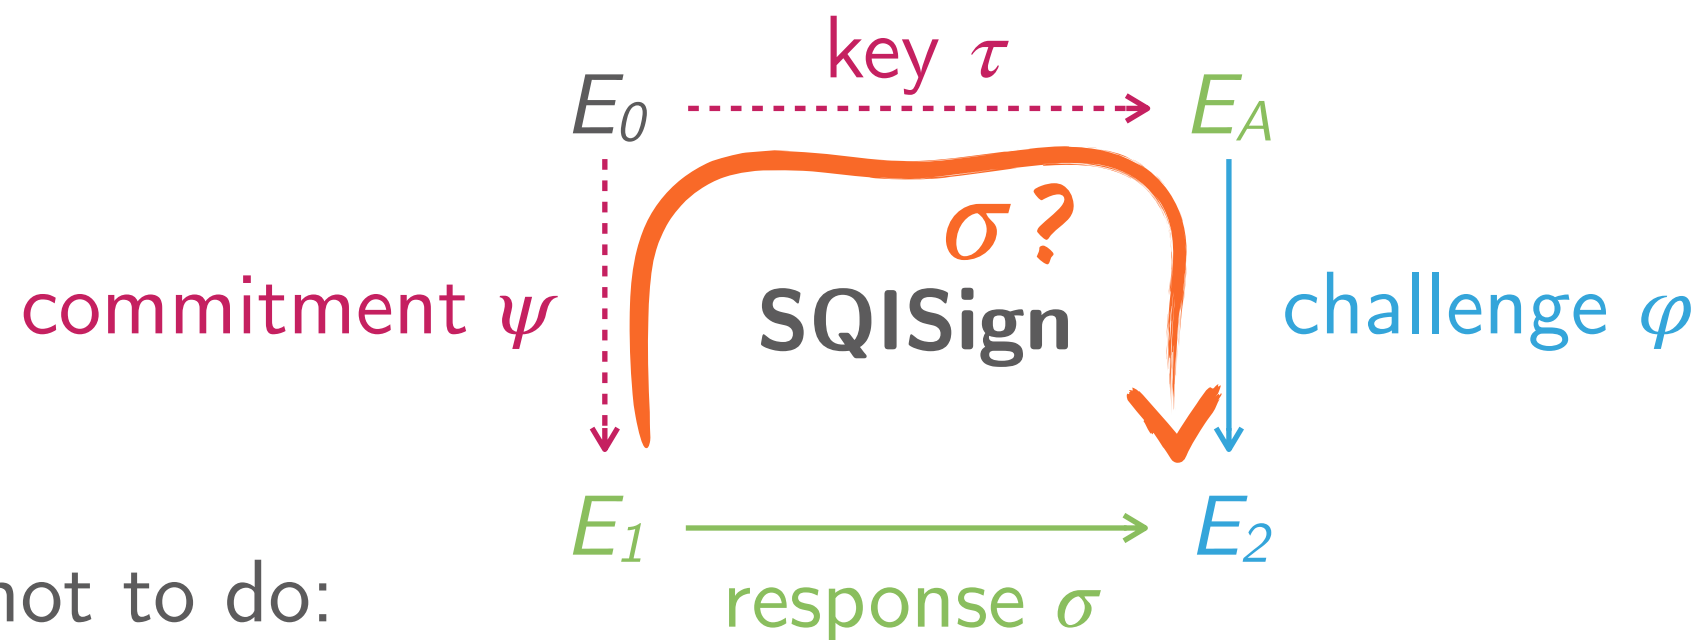 key τ
E0 EA
σ ?
commitment ψ SQISign challenge φ
E1 E2
not to do:
response σ